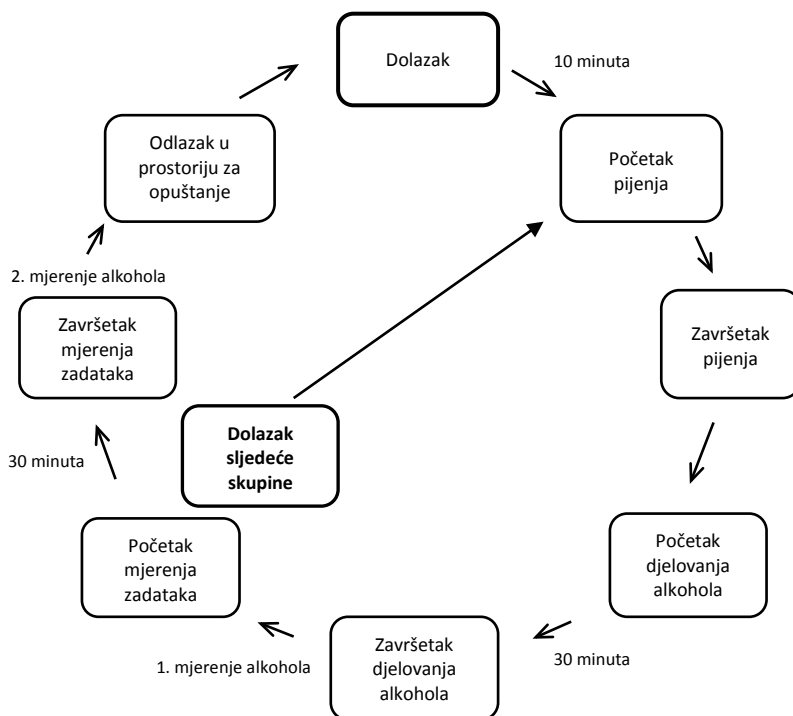 Dolazak
10 minuta
Početak
pijenja
Završetak
pijenja
Početak
djelovanja
alkohola
30 minuta
Završetak
djelovanja
alkohola
1. mjerenje alkohola
Početak
mjerenja
zadataka
30 minuta
Završetak
mjerenja
zadataka
2. mjerenje alkohola
Odlazak u
prostoriju za
opuštanje
Dolazak
sljedeće
skupine